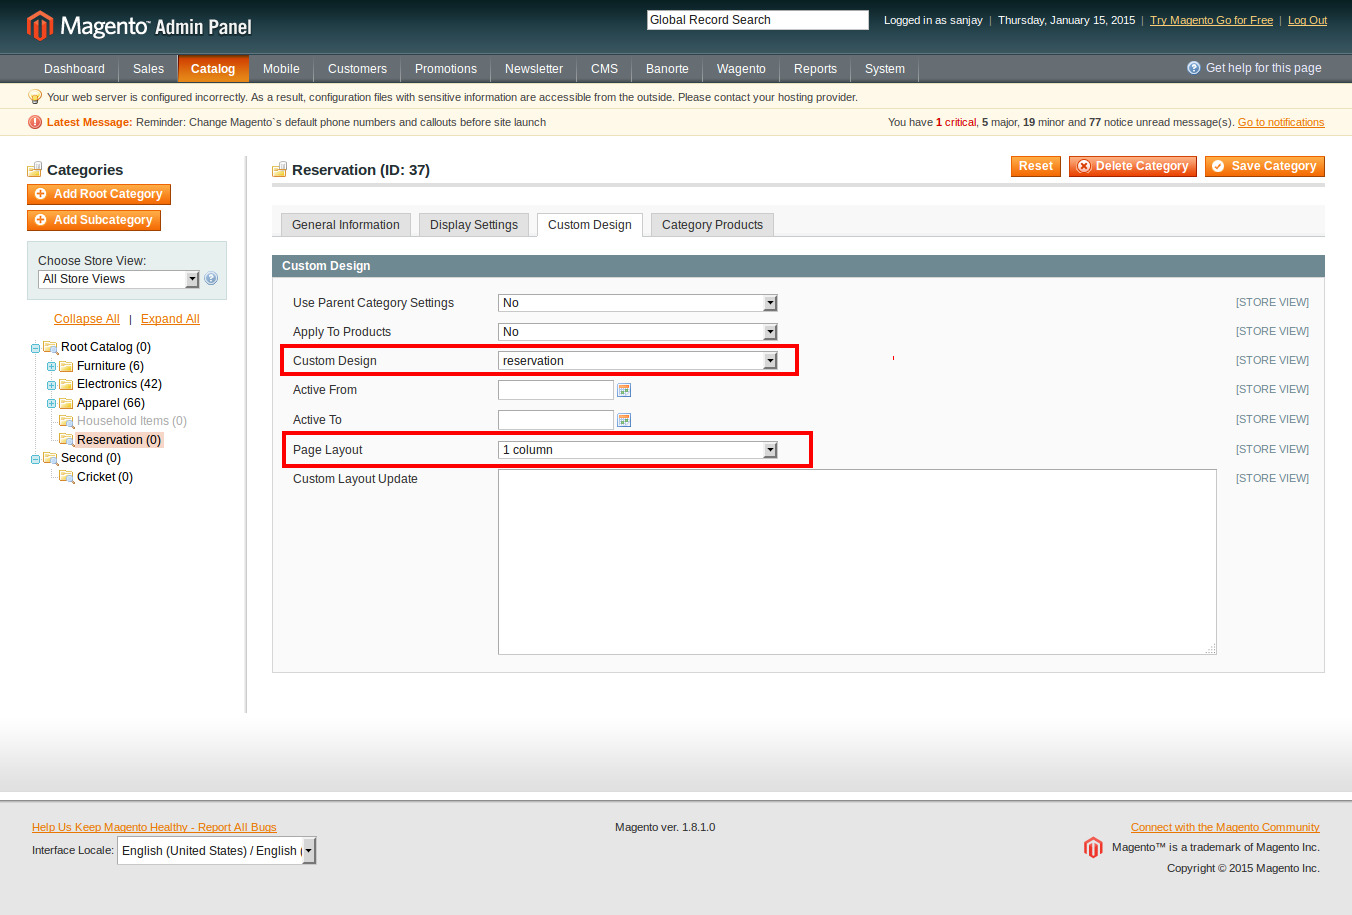 Magento™ Admin Panel
Global Record Search
Logged in as sanjay | Thursday, January 15, 2015 | Try Magento Go for Free | Log Out
Dashboard Sales Catalog Mobile Customers Promotions Newsletter CMS Banorte Wagento Reports System
Get help for this page
Your web server is configured incorrectly. As a result, configuration files with sensitive information are accessible from the outside. Please contact your hosting provider.
Latest Message: Reminder: Change Magento`s default phone numbers and callouts before site launch
You have 1 critical, 5 major, 19 minor and 77 notice unread message(s). Go to notifications
Categories
Add Root Category
Add Subcategory
Choose Store View:
All Store Views
Collapse All | Expand All
Root Catalog (0)
Furniture (6)
Electronics (42)
Apparel (66)
Household Items (0)
Reservation (0)
Second (0)
Cricket (0)
Reservation (ID: 37)
Reset Delete Category Save Category
General Information Display Settings Custom Design Category Products
Custom Design
Use Parent Category Settings No [STORE VIEW]
Apply To Products No [STORE VIEW]
Custom Design reservation [STORE VIEW]
Active From [STORE VIEW]
Active To [STORE VIEW]
Page Layout 1 column [STORE VIEW]
Custom Layout Update [STORE VIEW]
Help Us Keep Magento Healthy - Report All Bugs
Interface Locale: English (United States) / English (
Magento ver. 1.8.1.0
Connect with the Magento Community
Magento™ is a trademark of Magento Inc.
Copyright © 2015 Magento Inc.